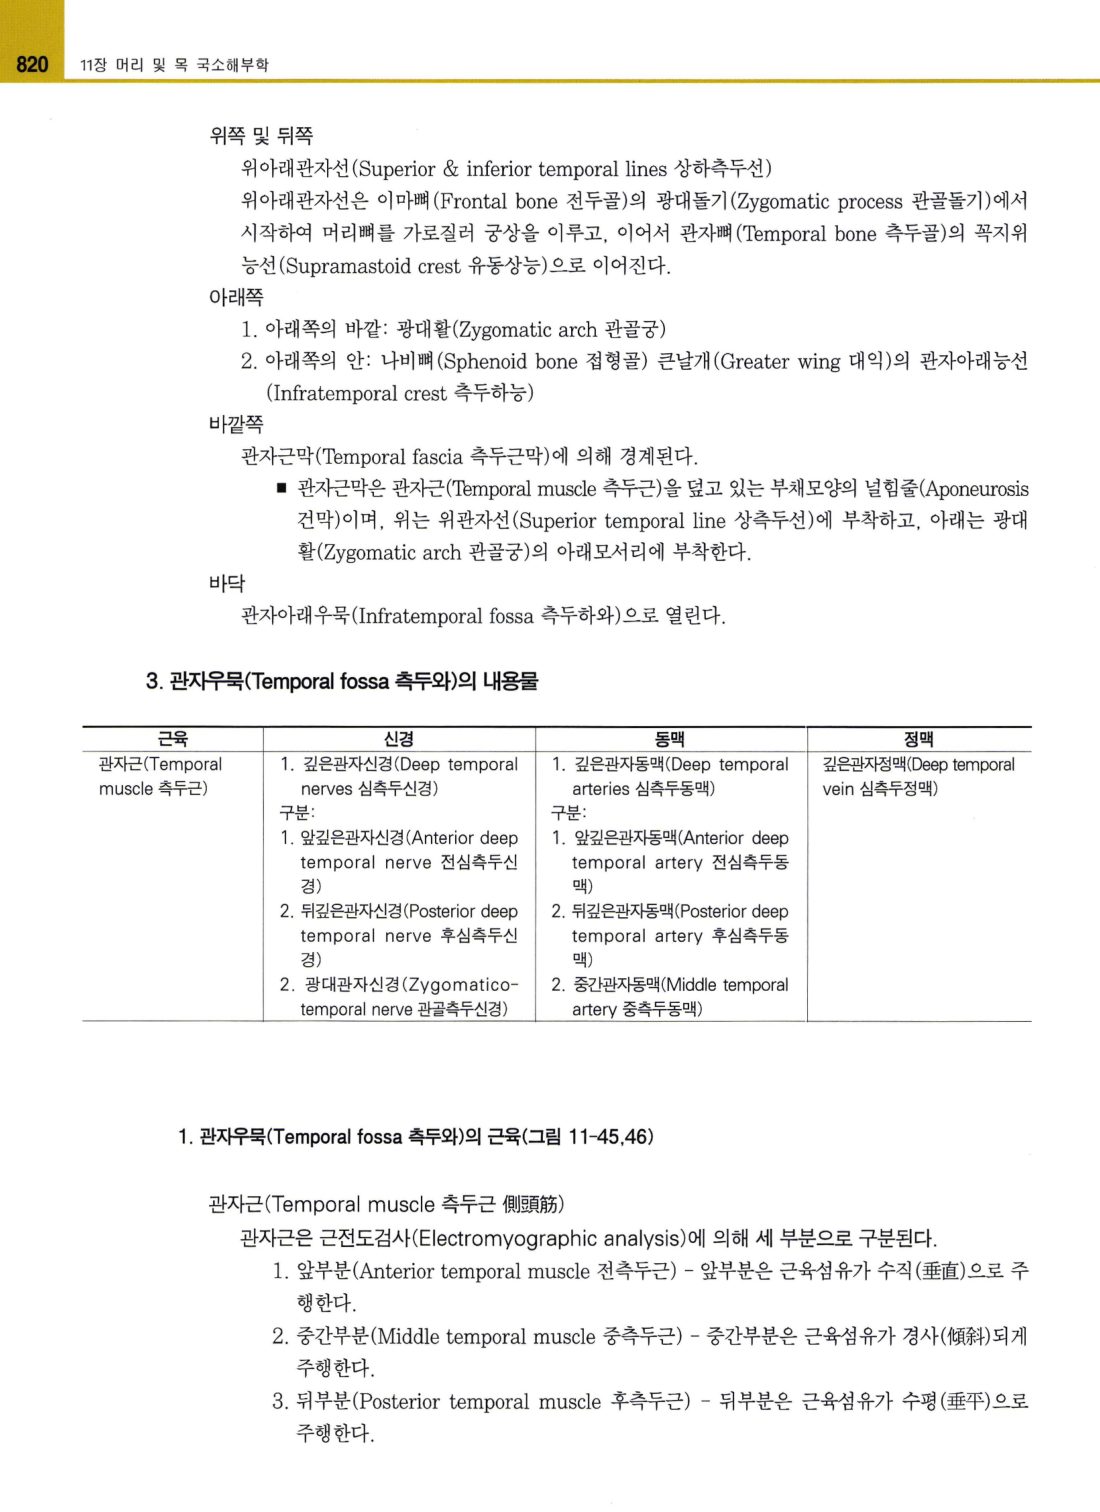 820
11장 머리 및 목 국소해부학
위쪽 및 뒤쪽
위아래관자선(Superior & inferior temporal lines 상하측두선)
위아래관자선은 이마뼈(Frontal bone 전두골)의 광대돌기(Zygomatic process 관골돌기)에서
시작하여 머리뼈를 가로질러 궁상을 이루고, 이어서 관자뼈(Temporal bone 측두골)의 꼭지위
능선(Supramastoid crest 유돌상능)으로 이어진다.
아래쪽
1. 아래쪽의 바깥: 광대활(Zygomatic arch 관골궁)
2. 아래쪽의 안: 나비뼈(Sphenoid bone 접형골) 큰날개(Greater wing 대익)의 관자아래능선
(Infratemporal crest 측두하능)
바깥쪽
관자근막(Temporal fascia 측두근막)에 의해 경계된다.
■ 관자근막은 관자근(Temporal muscle 측두근)을 덮고 있는 부채모양의 널힘줄(Aponeurosis
건막)이며, 위는 위관자선(Superior temporal line 상측두선)에 부착하고, 아래는 광대
활(Zygomatic arch 관골궁)의 아래모서리에 부착한다.
바닥
관자아래우묵(Infratemporal fossa 측두하와)으로 열린다.
3. 관자우묵(Temporal fossa 측두와)의 내용물
근육 신경 동맥 정맥
관자근(Temporal
muscle 측두근)
1. 깊은관자신경(Deep temporal
nerves 심측두신경)
구분:
1. 앞깊은관자신경(Anterior deep
temporal nerve 전심측두신
경)
2. 뒤깊은관자신경(Posterior deep
temporal nerve 후심측두신
경)
2. 광대관자신경(Zygomatico-
temporal nerve 관골측두신경)
1. 깊은관자동맥(Deep temporal
arteries 심측두동맥)
구분:
1. 앞깊은관자동맥(Anterior deep
temporal artery 전심측두동
맥)
2. 뒤깊은관자동맥(Posterior deep
temporal artery 후심측두동
맥)
2. 중간관자동맥(Middle temporal
artery 중측두동맥)
깊은관자정맥(Deep temporal
vein 심측두정맥)
1. 관자우묵(Temporal fossa 측두와)의 근육(그림 11-45,46)
관자근(Temporal muscle 측두근 側頭筋)
관자근은 근전도검사(Electromyographic analysis)에 의해 세 부분으로 구분된다.
1. 앞부분(Anterior temporal muscle 전측두근) - 앞부분은 근육섬유가 수직(垂直)으로 주
행한다.
2. 중간부분(Middle temporal muscle 중측두근) - 중간부분은 근육섬유가 경사(傾斜)되게
주행한다.
3. 뒤부분(Posterior temporal muscle 후측두근) - 뒤부분은 근육섬유가 수평(垂平)으로
주행한다.